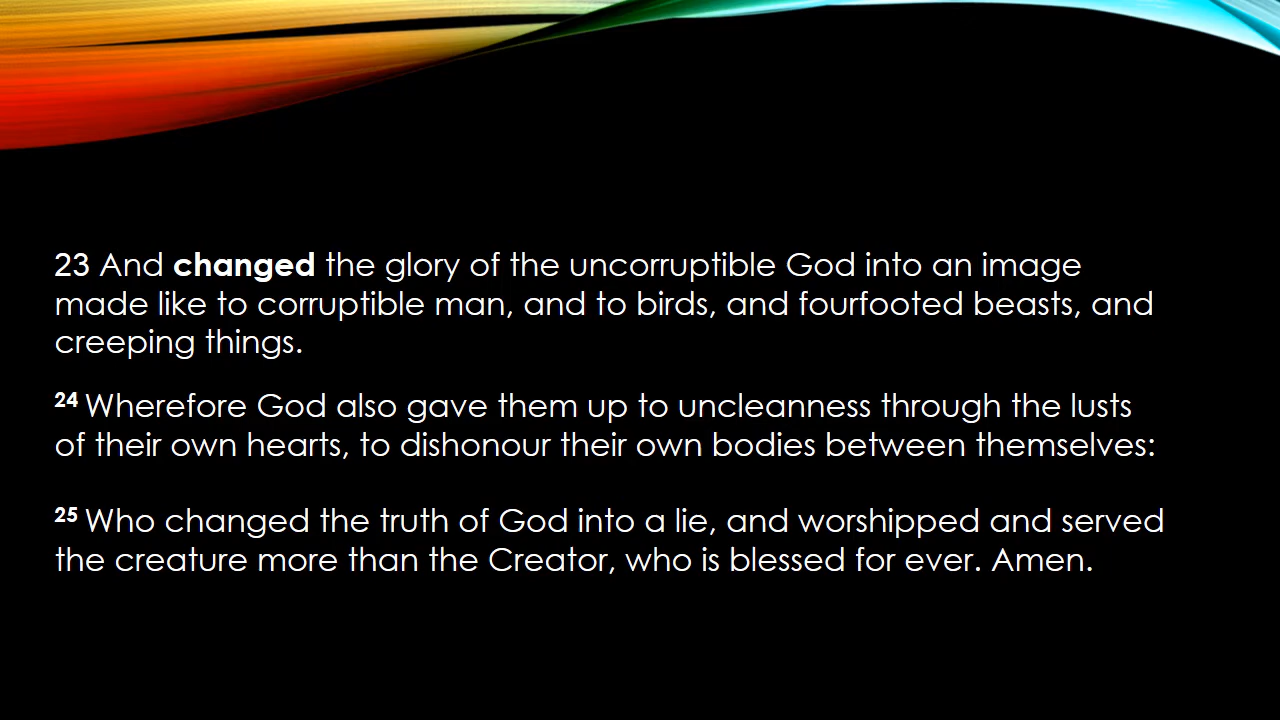 23 And changed the glory of the uncorruptible God into an image
made like to corruptible man, and to birds, and fourfooted beasts, and
creeping things.
24 Wherefore God also gave them up to uncleanness through the lusts
of their own hearts, to dishonour their own bodies between themselves:
25 Who changed the truth of God into a lie, and worshipped and served
the creature more than the Creator, who is blessed for ever. Amen.